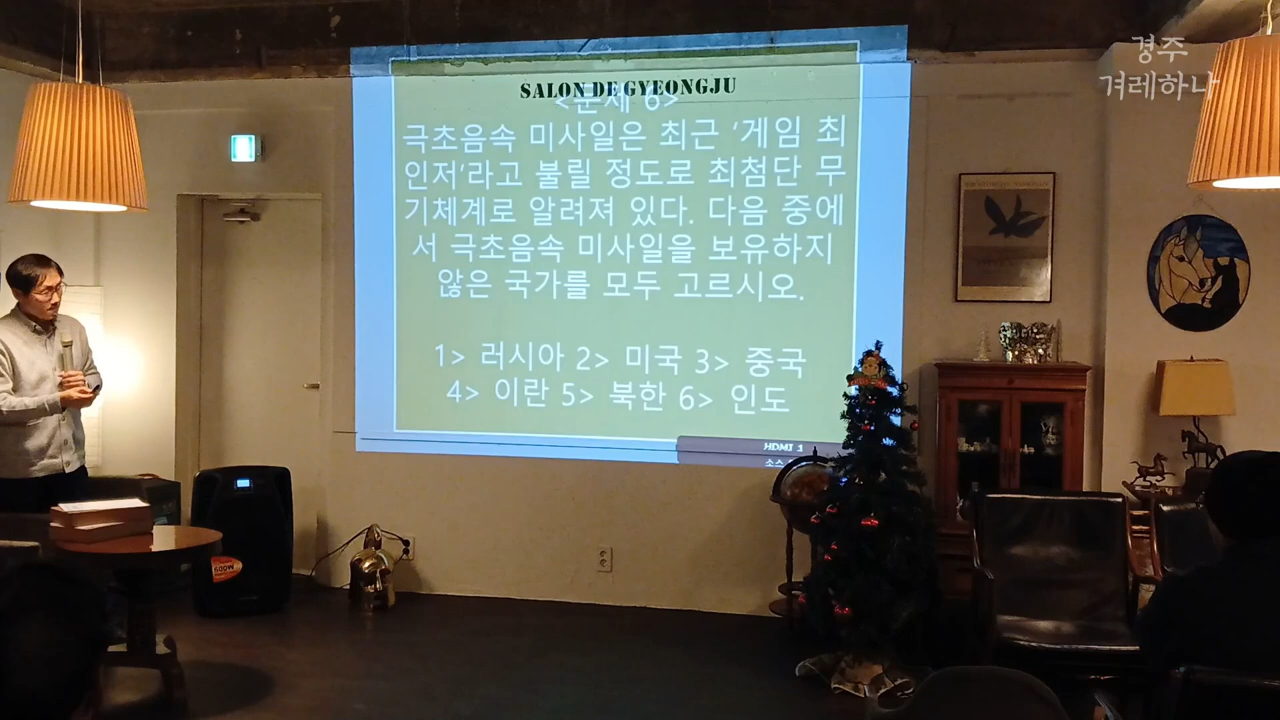 경주
겨레하나
SALON DE GYEONGJU
<문제 6>
극초음속 미사일은 최근 '게임 최
인저'라고 불릴 정도로 최첨단 무
기체계로 알려져 있다. 다음 중에
서 극초음속 미사일을 보유하지
않은 국가를 모두 고르시오.
1> 러시아 2> 미국 3> 중국
4> 이란 5> 북한 6> 인도
HDMI 1
소스